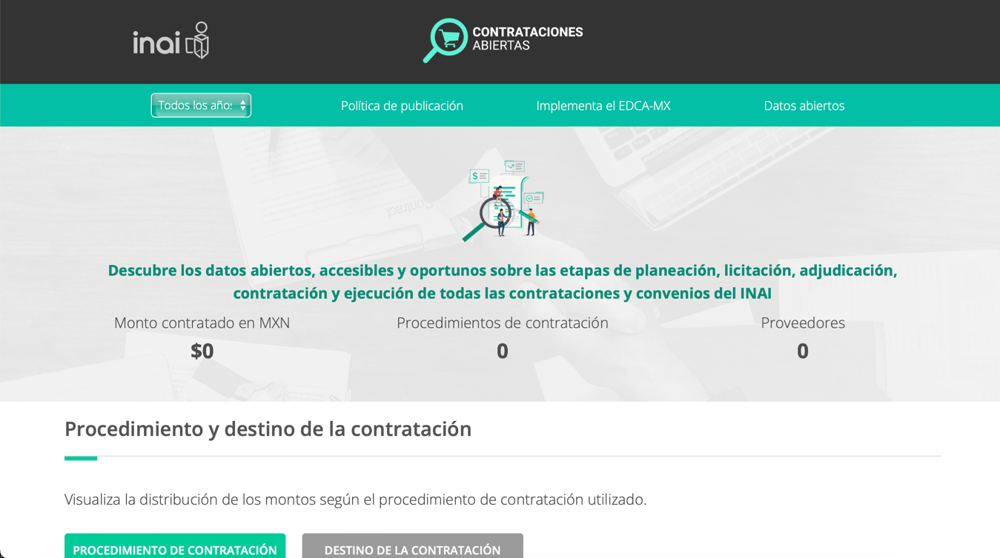 inai
CONTRATACIONES
ABIERTAS
Todos los año
Política de publicación
Implementa el EDCA-MX
Datos abiertos
Contract
$
Descubre los datos abiertos, accesibles y oportunos sobre las etapas de planeación, licitación, adjudicación,
contratación y ejecución de todas las contrataciones y convenios del INAI
Monto contratado en MXN
Procedimientos de contratación
Proveedores
$0
0
0
Procedimiento y destino de la contratación
Visualiza la distribución de los montos según el procedimiento de contratación utilizado.
PROCEDIMIENTO DE CONTRATACIÓN
DESTINO DE LA CONTRATACIÓN